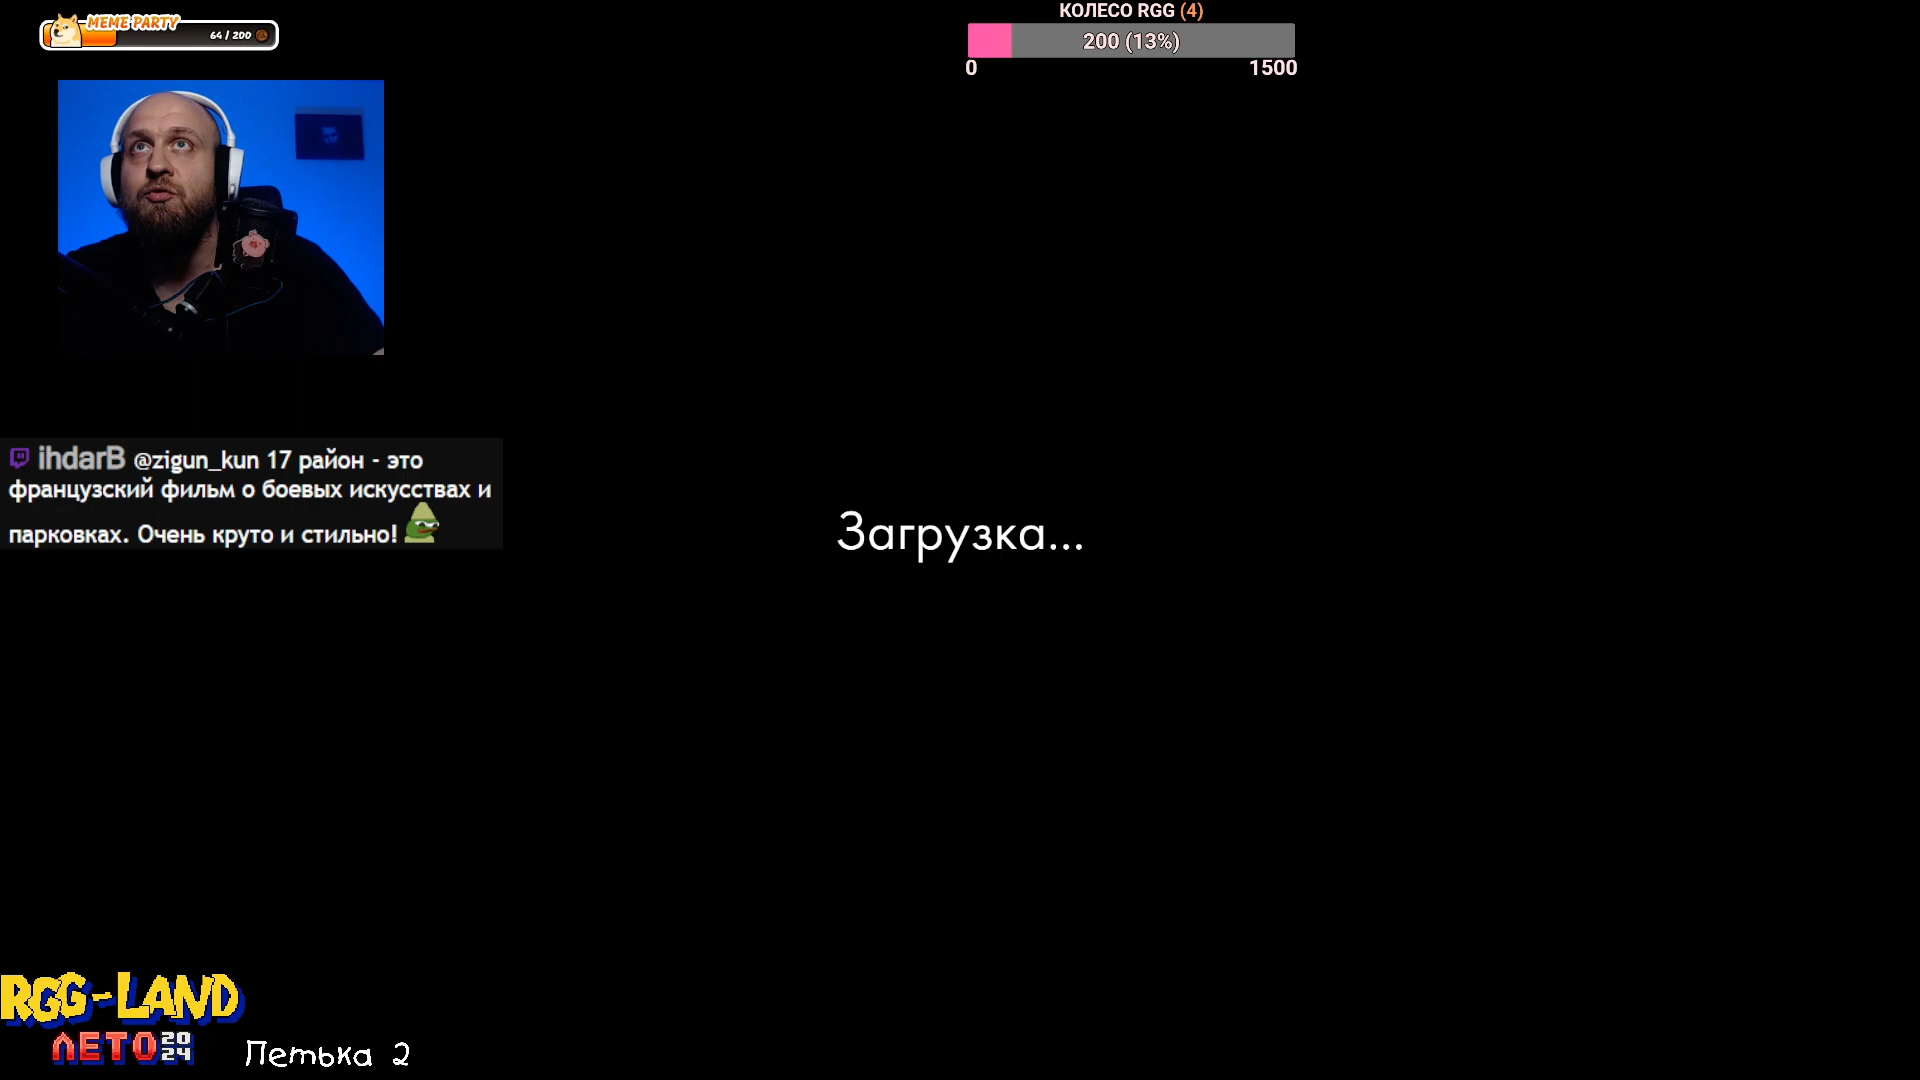 MEME PARTY
64 / 200
КОЛЕСО RGG (4)
200 (13%)
0
1500
ihdarB @zigun_kun 17 район - это
французский фильм о боевых искусствах и
парковках. Очень круто и стильно!
Загрузка...
RGG-LAND
ЛЕТО 2024
Петька 2